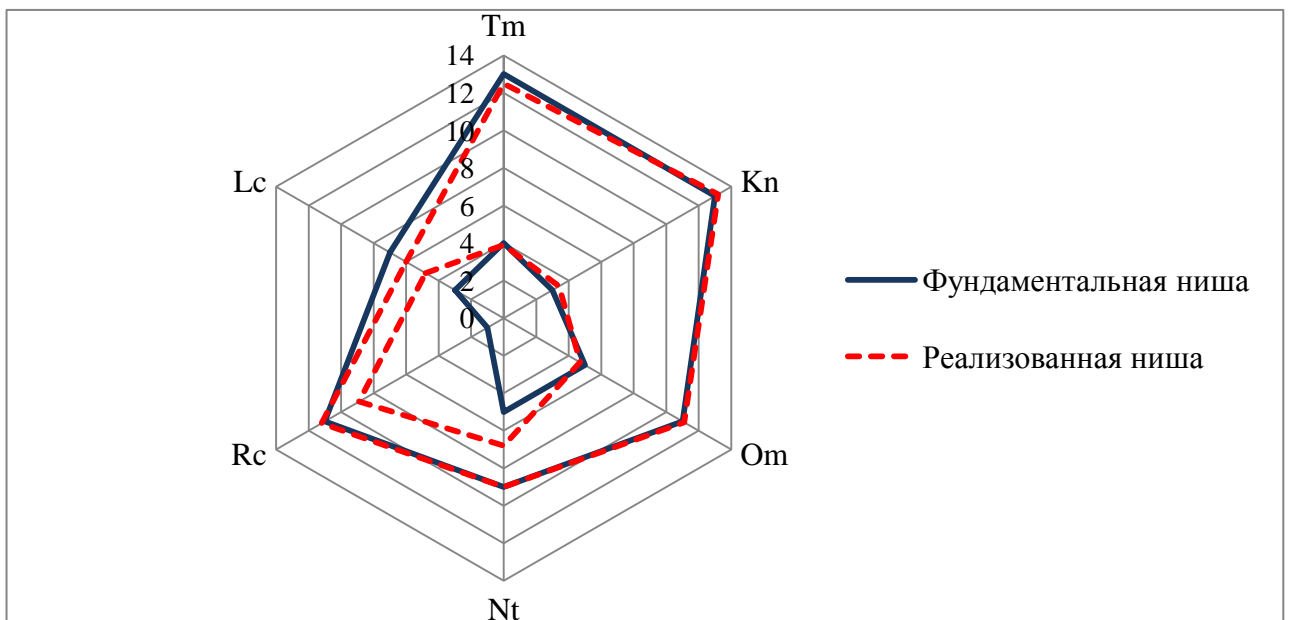 Tm
14
12
10
8
6
4
2
0
Lc
Kn
Rc
Om
Nt
Фундаментальная ниша
Реализованная ниша